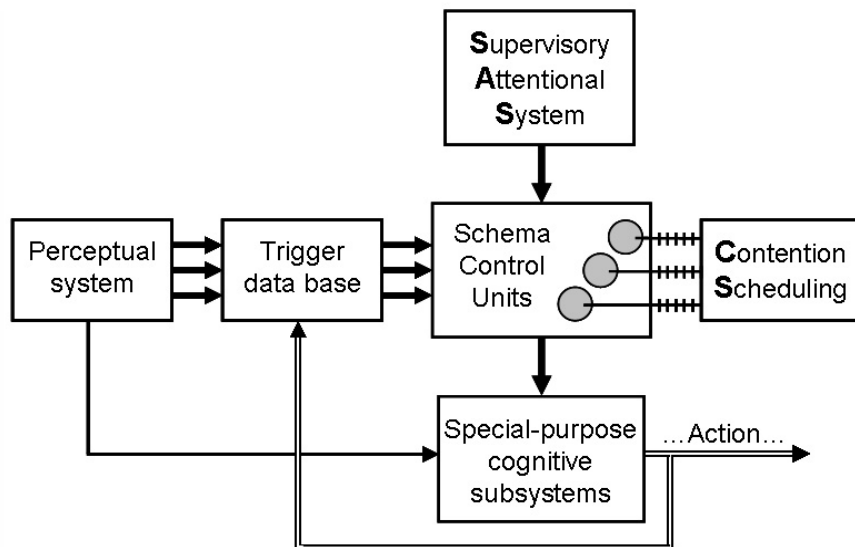 Supervisory
Attentional
System
Perceptual
system
Trigger
data base
Schema
Control
Units
Contention
Scheduling
Special-purpose
cognitive
subsystems
...Action...